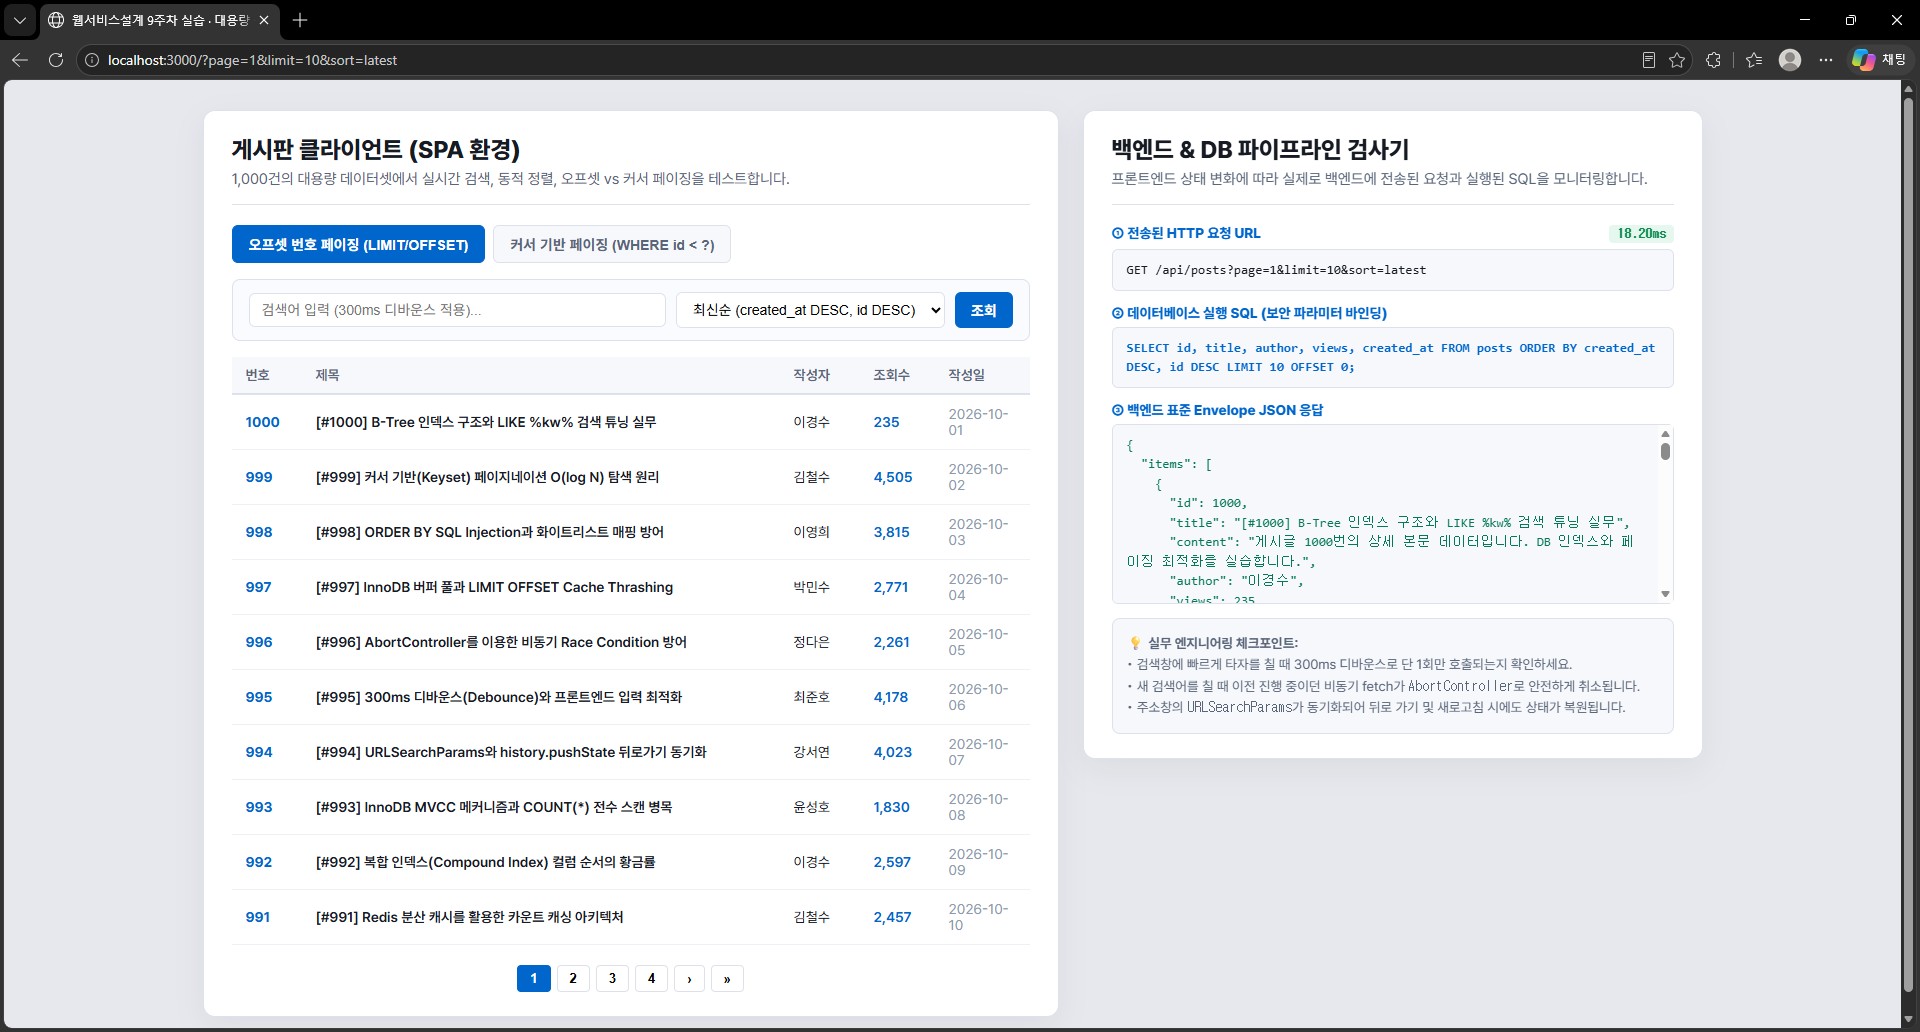 웹서비스설계 9주차 실습 · 대용량
localhost:3000/?page=1&limit=10&sort=latest
채팅
게시판 클라이언트 (SPA 환경)
1,000건의 대용량 데이터셋에서 실시간 검색, 동적 정렬, 오프셋 vs 커서 페이징을 테스트합니다.
오프셋 번호 페이징 (LIMIT/OFFSET)
커서 기반 페이징 (WHERE id < ?)
검색어 입력 (300ms 디바운스 적용)...
최신순 (created_at DESC, id DESC)
조회
번호 제목 작성자 조회수 작성일
1000 [#1000] B-Tree 인덱스 구조와 LIKE %kw% 검색 튜닝 실무 이경수 235 2026-10-
01
999 [#999] 커서 기반(Keyset) 페이지네이션 O(log N) 탐색 원리 김철수 4,505 2026-10-
02
998 [#998] ORDER BY SQL Injection과 화이트리스트 매핑 방어 이영희 3,815 2026-10-
03
997 [#997] InnoDB 버퍼 풀과 LIMIT OFFSET Cache Thrashing 박민수 2,771 2026-10-
04
996 [#996] AbortController를 이용한 비동기 Race Condition 방어 정다은 2,261 2026-10-
05
995 [#995] 300ms 디바운스(Debounce)와 프론트엔드 입력 최적화 최준호 4,178 2026-10-
06
994 [#994] URLSearchParams와 history.pushState 뒤로가기 동기화 강서연 4,023 2026-10-
07
993 [#993] InnoDB MVCC 메커니즘과 COUNT(*) 전수 스캔 병목 윤성호 1,830 2026-10-
08
992 [#992] 복합 인덱스(Compound Index) 컬럼 순서의 황금률 이경수 2,597 2026-10-
09
991 [#991] Redis 분산 캐시를 활용한 카운트 캐싱 아키텍처 김철수 2,457 2026-10-
10
1 2 3 4 › »
백엔드 & DB 파이프라인 검사기
프론트엔드 상태 변화에 따라 실제로 백엔드에 전송된 요청과 실행된 SQL을 모니터링합니다.
① 전송된 HTTP 요청 URL
18.20ms
GET /api/posts?page=1&limit=10&sort=latest
② 데이터베이스 실행 SQL (보안 파라미터 바인딩)
SELECT id, title, author, views, created_at FROM posts ORDER BY created_at
DESC, id DESC LIMIT 10 OFFSET 0;
③ 백엔드 표준 Envelope JSON 응답
{
"items": [
{
"id": 1000,
"title": "[#1000] B-Tree 인덱스 구조와 LIKE %kw% 검색 튜닝 실무",
"content": "게시글 1000번의 상세 본문 데이터입니다. DB 인덱스와 페
이징 최적화를 실습합니다.",
"author": "이경수",
"views": 235
💡 실무 엔지니어링 체크포인트:
• 검색창에 빠르게 타자를 칠 때 300ms 디바운스로 단 1회만 호출되는지 확인하세요.
• 새 검색어를 칠 때 이전 진행 중이던 비동기 fetch가 AbortController로 안전하게 취소됩니다.
• 주소창의 URLSearchParams가 동기화되어 뒤로 가기 및 새로고침 시에도 상태가 복원됩니다.